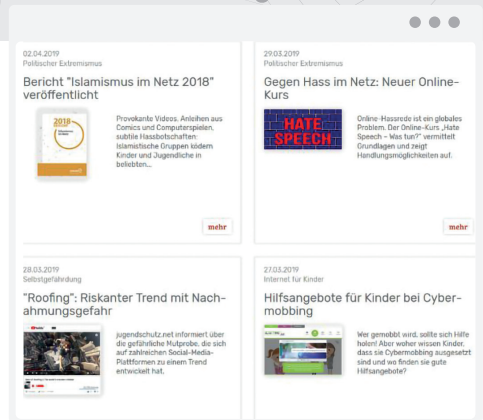 02.04.2019
Politischer Extremismus
Bericht "Islamismus im Netz 2018"
veröffentlicht
2018
Provokante Videos, Anleihen aus
Comics und Computerspielen,
subtile Hassbotschaften:
Islamistische Gruppen ködern
Kinder und Jugendliche in
beliebten...
mehr
29.03.2019
Politischer Extremismus
Gegen Hass im Netz: Neuer Online-
Kurs
HATE
SPEECH
Online-Hassrede ist ein globales
Problem. Der Online-Kurs „Hate
Speech – Was tun?" vermittelt
Grundlagen und zeigt
Handlungsmöglichkeiten auf.
mehr
28.03.2019
Selbstgefährdung
"Roofing": Riskanter Trend mit Nach-
ahmungsgefahr
jugendschutz.net informiert über
die gefährliche Mutprobe, die sich
auf zahlreichen Social-Media-
Plattformen zu einem Trend
entwickelt hat.
27.03.2019
Internet für Kinder
Hilfsangebote für Kinder bei Cyber-
mobbing
Wer gemobbt wird, sollte sich Hilfe
holen! Aber woher wissen Kinder,
dass sie Cybermobbing ausgesetzt
sind und wo finden sie gute
Hilfsangebote?